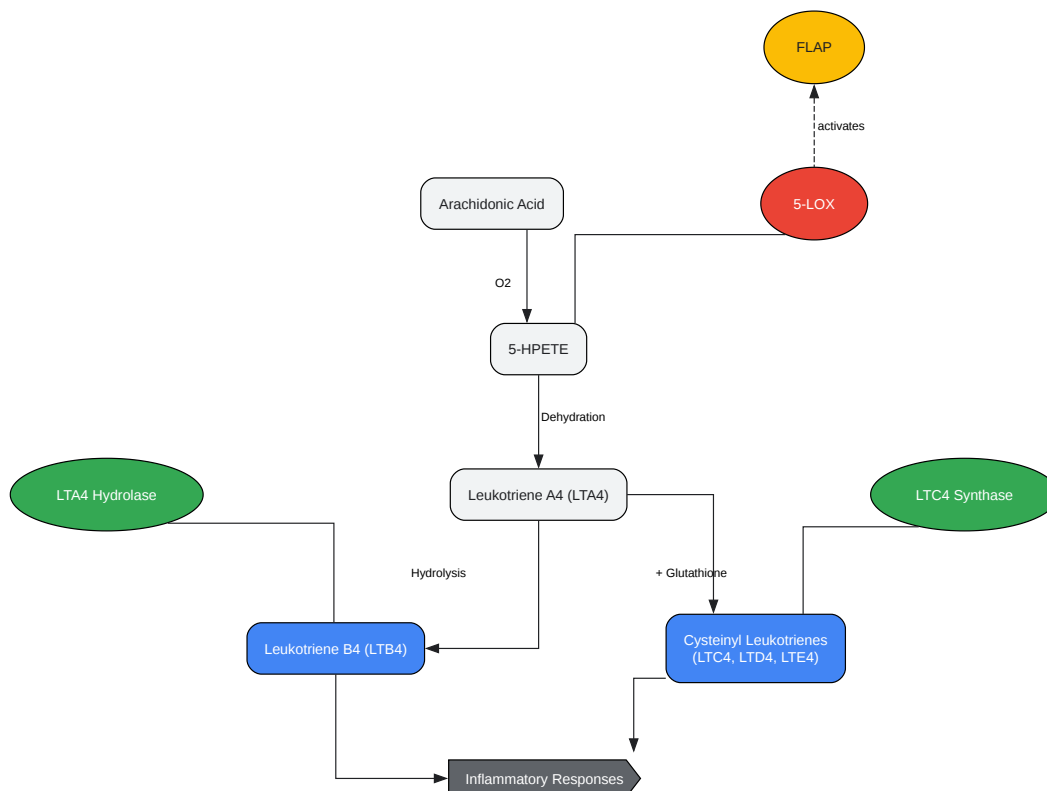 FLAP
activates
Arachidonic Acid
5-LOX
O2
5-HPETE
Dehydration
LTA4 Hydrolase
Leukotriene A4 (LTA4)
LTC4 Synthase
Hydrolysis
+ Glutathione
Leukotriene B4 (LTB4)
Cysteinyl Leukotrienes
(LTC4, LTD4, LTE4)
Inflammatory Responses